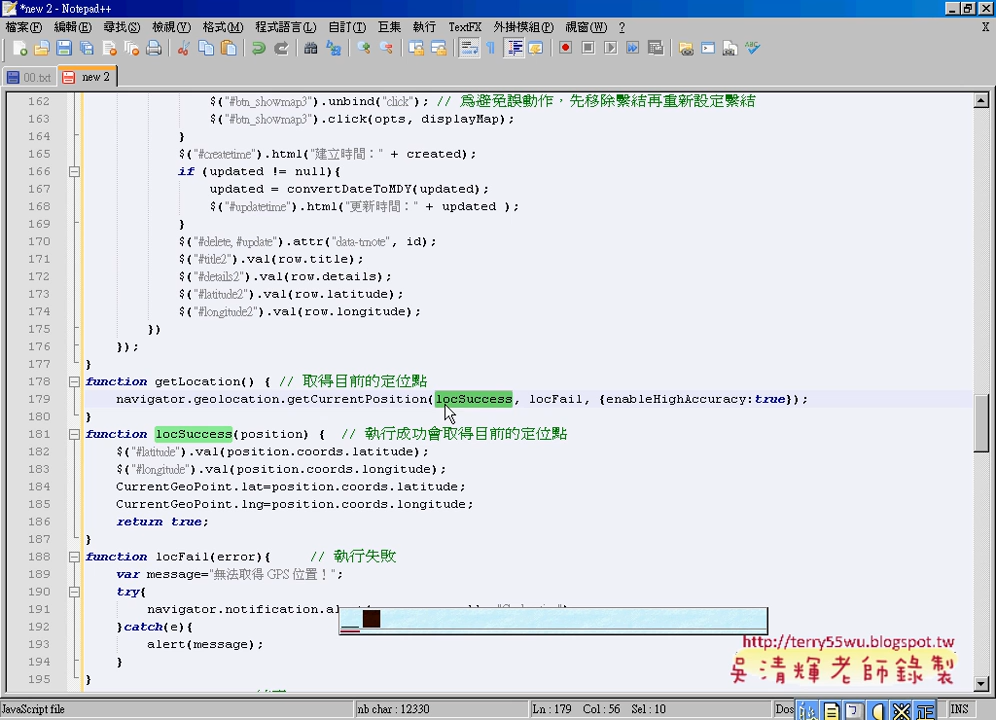 *new 2 - Notepad++
檔案(F) 編輯(E) 尋找(S) 檢視(V) 格式(M) 程式語言(L) 自訂(T) 巨集 執行 TextFX 外掛模組(P) 視窗(W) ? X
00.txt new 2
162 $("#btn_showmap3").unbind("click"); // 為避免誤動作，先移除繫結再重新設定繫結
163 $("#btn_showmap3").click(opts, displayMap);
164 }
165 $("#createtime").html("建立時間：" + created);
166 if (updated != null){
167 updated = convertDateToMDY(updated);
168 $("#updatetime").html("更新時間：" + updated );
169 }
170 $("#delete, #update").attr("data-tmote", id);
171 $("#title2").val(row.title);
172 $("#details2").val(row.details);
173 $("#latitude2").val(row.latitude);
174 $("#longitude2").val(row.longitude);
175 })
176 });
177 }
178 function getLocation() { // 取得目前的定位點
179 navigator.geolocation.getCurrentPosition(locSuccess, locFail, {enableHighAccuracy:true});
180 }
181 function locSuccess(position) { // 執行成功會取得目前的定位點
182 $("#latitude").val(position.coords.latitude);
183 $("#longitude").val(position.coords.longitude);
184 CurrentGeoPoint.lat=position.coords.latitude;
185 CurrentGeoPoint.lng=position.coords.longitude;
186 return true;
187 }
188 function locFail(error){ // 執行失敗
189 var message="無法取得 GPS 位置！";
190 try{
191 navigator.notification.al
192 }catch(e){
193 alert(message);
194 }
195 }
http://terry55wu.blogspot.tw
吳清輝老師錄製
JavaScript file nb char : 12330 Ln : 179 Col : 56 Sel : 10 Dos INS